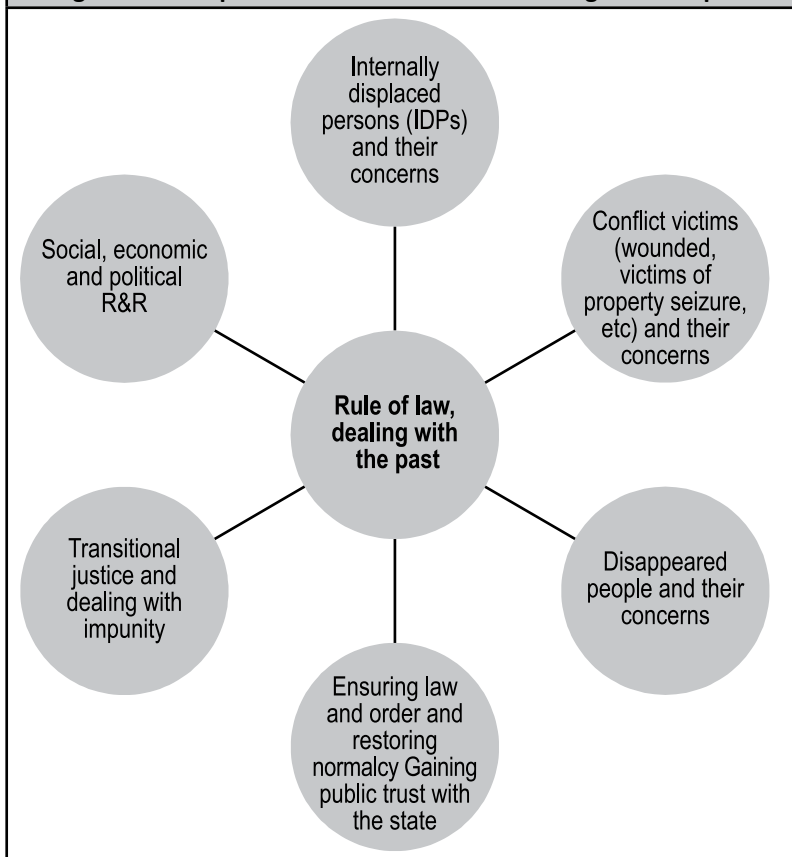 Internally
displaced
persons (IDPs)
and their
concerns
Social, economic
and political
R&R
Conflict victims
(wounded,
victims of
property seizure,
etc) and their
concerns
Rule of law,
dealing with
the past
Transitional
justice and
dealing with
impunity
Disappeared
people and their
concerns
Ensuring law
and order and
restoring
normalcy Gaining
public trust with
the state